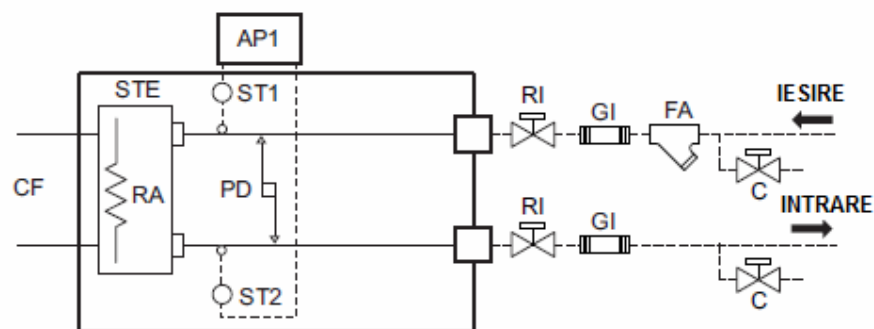 AP1
STE
ST1
RI
GI
FA
IESIRE
CF
RA
PD
C
RI
GI
INTRARE
ST2
C